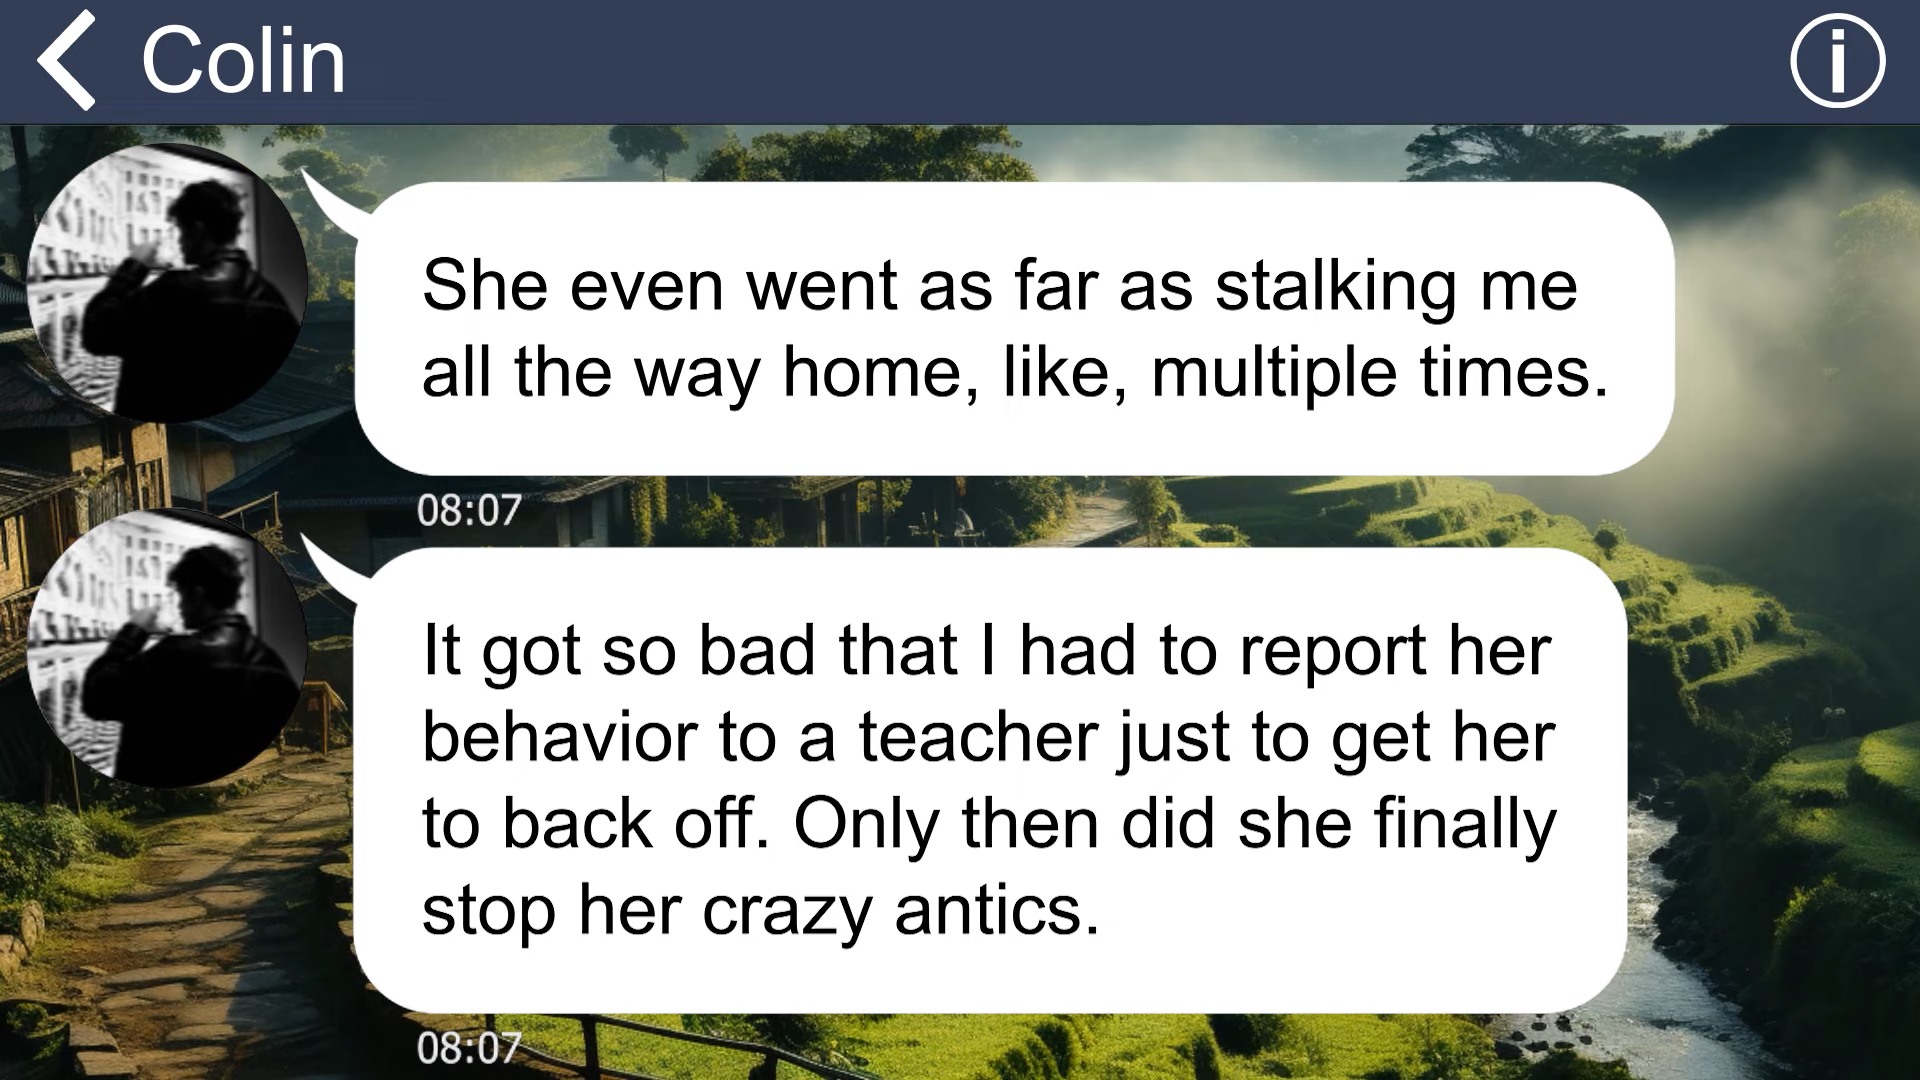 Colin
She even went as far as stalking me
all the way home, like, multiple times.
08:07
It got so bad that I had to report her
behavior to a teacher just to get her
to back off. Only then did she finally
stop her crazy antics.
08:07